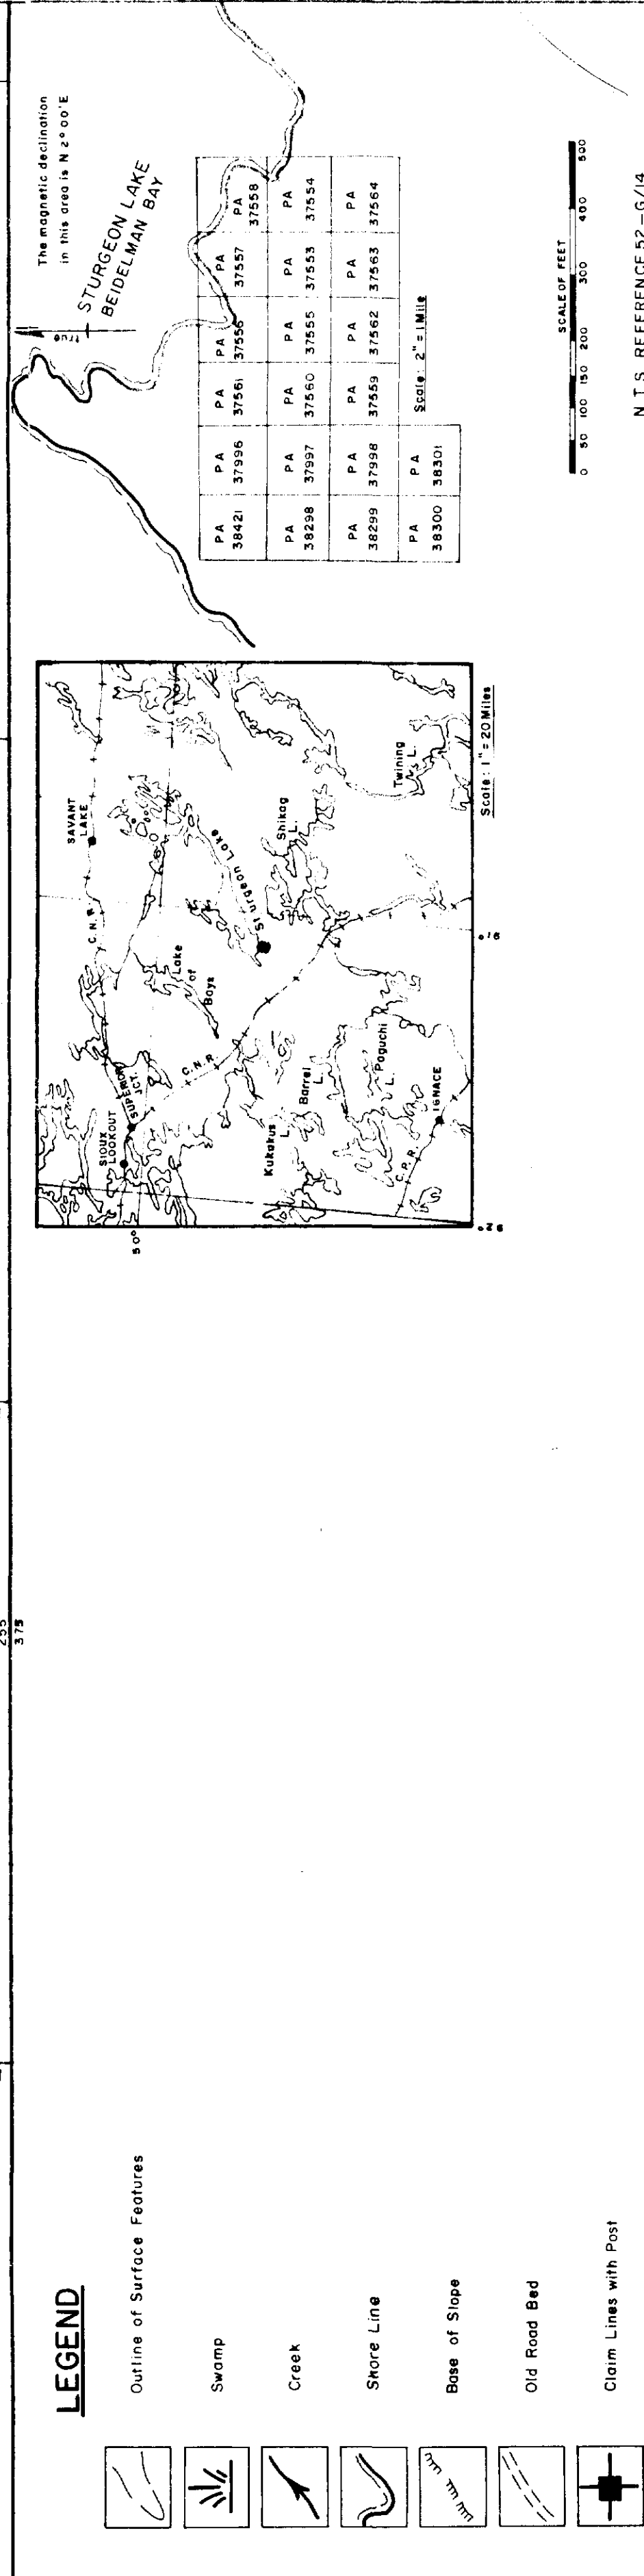 255
375
LEGEND
Outline of Surface Features
Swamp
Creek
Shore Line
Base of Slope
Old Road Bed
Claim Lines with Post
50°
SIOUX
LOOKOUT
SUPERIOR
JCT.
C.N.R.
SAVANT
LAKE
C.N.R.
Lake
of
Bays
Sturgeon Lake
Kukukus
L.
Barrel
L.
Shikag
L.
Paguchi
L.
Twining
L.
C.P.R.
IGNACE
Scale: 1" = 20 Miles
The magnetic declination
in this area is N 2° 00' E
true
STURGEON LAKE
BEIDELMAN BAY
PA PA PA PA PA PA
38421 37996 37561 37556 37557 37558
PA PA PA PA PA PA
38298 37997 37560 37555 37553 37554
PA PA PA PA PA PA
38299 37998 37559 37562 37563 37564
PA PA
38300 38301
Scale: 2" = 1 Mile
SCALE OF FEET
0 50 100 150 200 300 400 500
N.T.S. REFERENCE 52-G/14